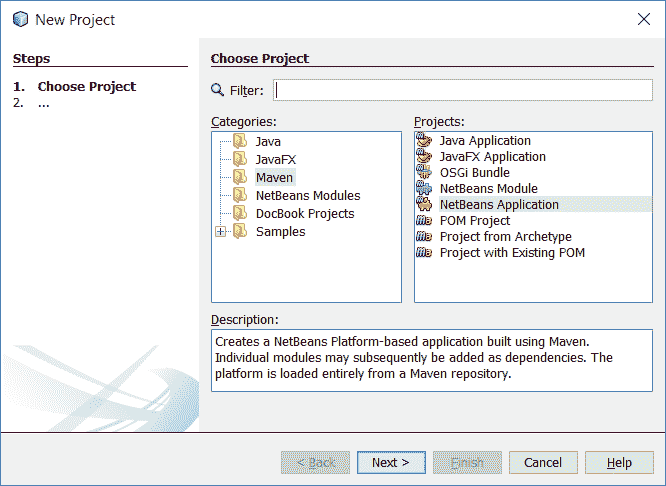 New Project
Steps
1. Choose Project
2. ...
Choose Project
Filter:
Categories:
Java
JavaFX
Maven
NetBeans Modules
DocBook Projects
Samples
Projects:
Java Application
JavaFX Application
OSGi Bundle
NetBeans Module
NetBeans Application
POM Project
Project from Archetype
Project with Existing POM
Description:
Creates a NetBeans Platform-based application built using Maven.
Individual modules may subsequently be added as dependencies. The
platform is loaded entirely from a Maven repository.
< Back
Next >
Finish
Cancel
Help